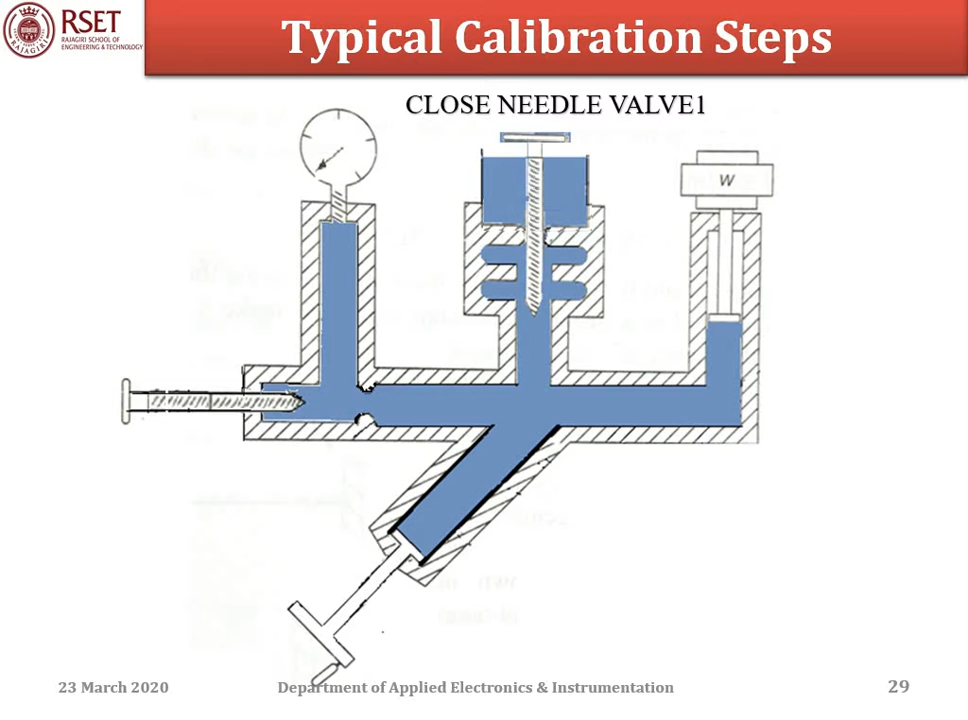 RSET
RAJAGIRI SCHOOL OF
ENGINEERING & TECHNOLOGY
RAJAGIRI
Typical Calibration Steps
CLOSE NEEDLE VALVE1
W
23 March 2020
Department of Applied Electronics & Instrumentation
29